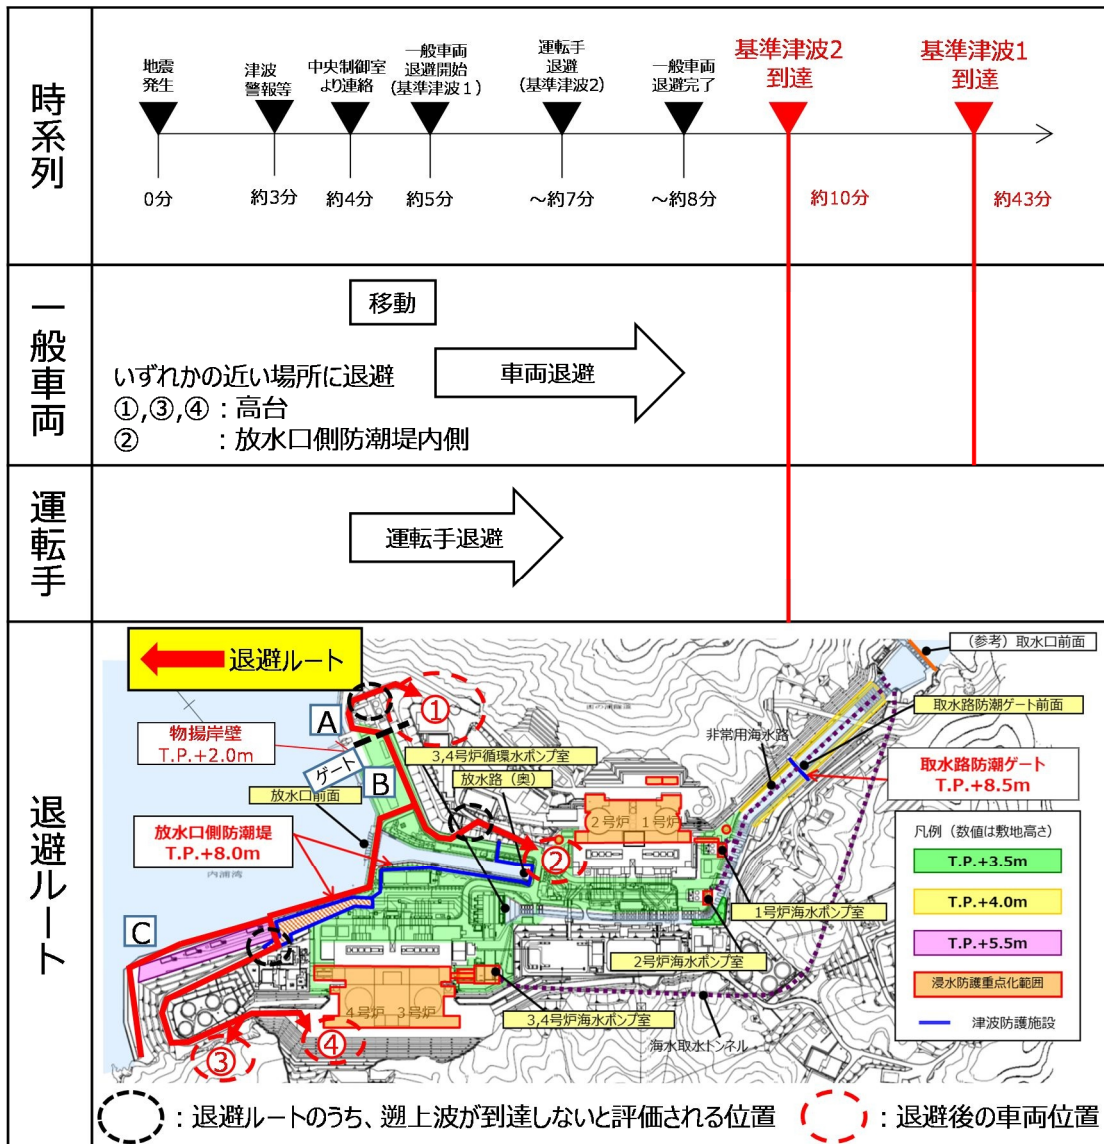 時系列
地震
発生
津波
警報等
中央制御室
より連絡
一般車両
退避開始
(基準津波1)
運転手
退避
(基準津波2)
一般車両
退避完了
基準津波2
到達
基準津波1
到達
0分
約3分
約4分
約5分
～約7分
～約8分
約10分
約43分
一般車両
移動
車両退避
いずれかの近い場所に退避
①,③,④：高台
②　　　：放水口側防潮堤内側
運転手
運転手退避
退避ルート
退避ルート
(参考) 取水口前面
取水路防潮ゲート前面
A
①
物揚岸壁
T.P.+2.0m
ゲート
B
3,4号炉循環水ポンプ室
放水路（奥）
非常用海水路
取水路防潮ゲート
T.P.+8.5m
放水口前面
2号炉
1号炉
放水口側防潮堤
T.P.+8.0m
内浦湾
②
凡例（数値は敷地高さ）
T.P.+3.5m
T.P.+4.0m
T.P.+5.5m
浸水防護重点化範囲
津波防護施設
C
1号炉海水ポンプ室
2号炉海水ポンプ室
4号炉
3号炉
3,4号炉海水ポンプ室
海水取水トンネル
③
④
：退避ルートのうち、遡上波が到達しないと評価される位置
：退避後の車両位置